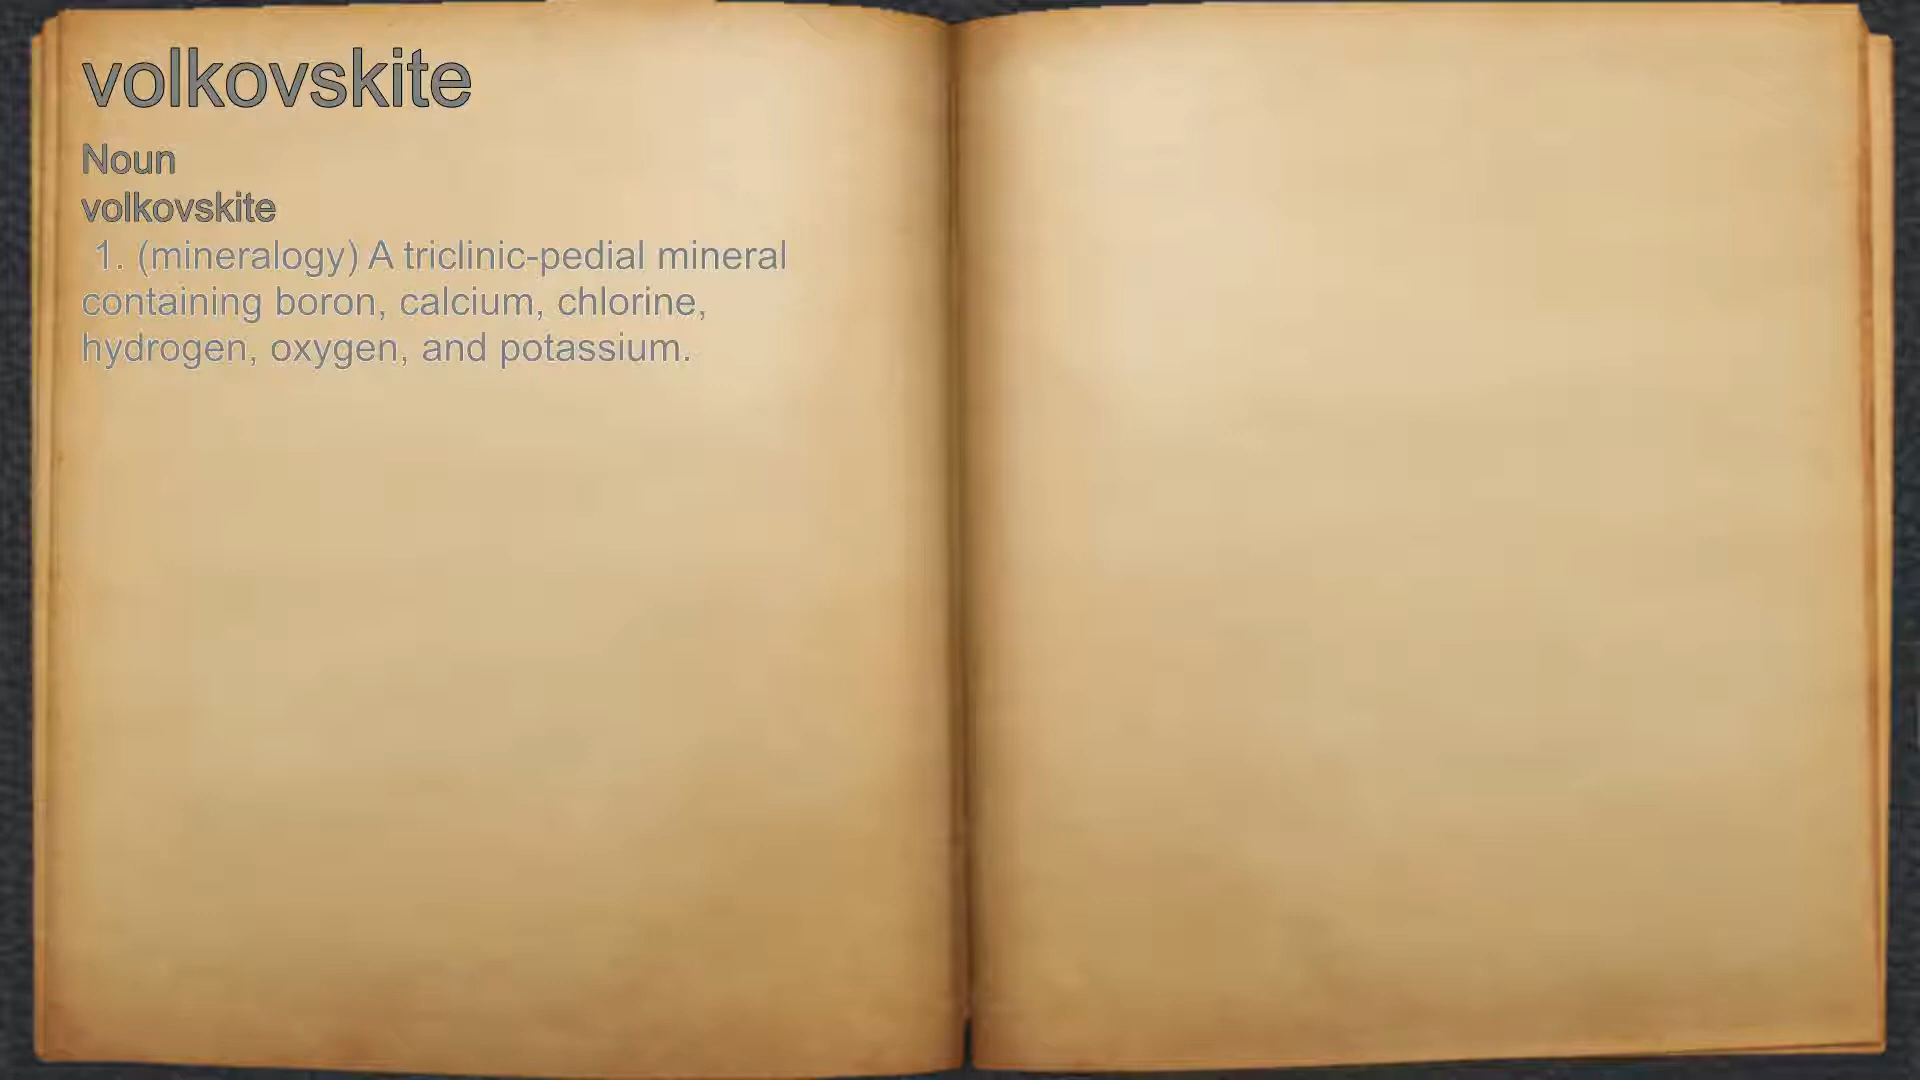 volkovskite
Noun
volkovskite
1. (mineralogy) A triclinic-pedial mineral
containing boron, calcium, chlorine,
hydrogen, oxygen, and potassium.